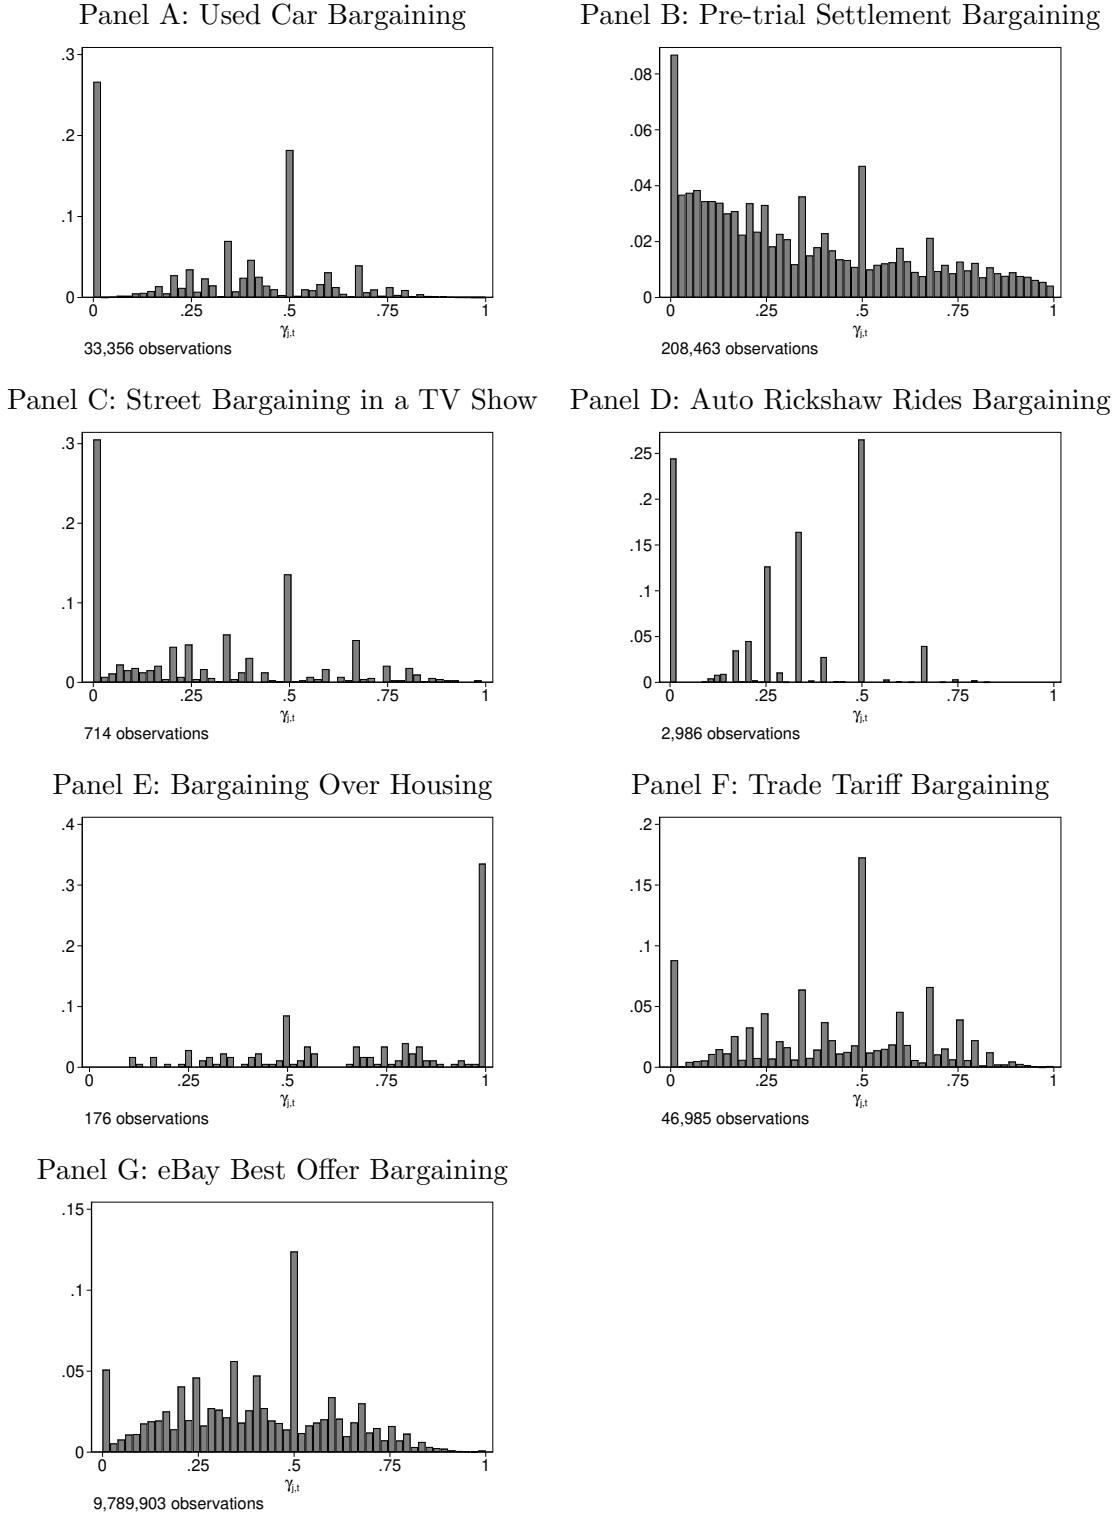 Panel A: Used Car Bargaining
.3
.2
.1
0
0 .25 .5 .75 1
γj,t
33,356 observations
Panel B: Pre-trial Settlement Bargaining
.08
.06
.04
.02
0
0 .25 .5 .75 1
γj,t
208,463 observations
Panel C: Street Bargaining in a TV Show
.3
.2
.1
0
0 .25 .5 .75 1
γj,t
714 observations
Panel D: Auto Rickshaw Rides Bargaining
.25
.2
.15
.1
.05
0
0 .25 .5 .75 1
γj,t
2,986 observations
Panel E: Bargaining Over Housing
.4
.3
.2
.1
0
0 .25 .5 .75 1
γj,t
176 observations
Panel F: Trade Tariff Bargaining
.2
.15
.1
.05
0
0 .25 .5 .75 1
γj,t
46,985 observations
Panel G: eBay Best Offer Bargaining
.15
.1
.05
0
0 .25 .5 .75 1
γj,t
9,789,903 observations